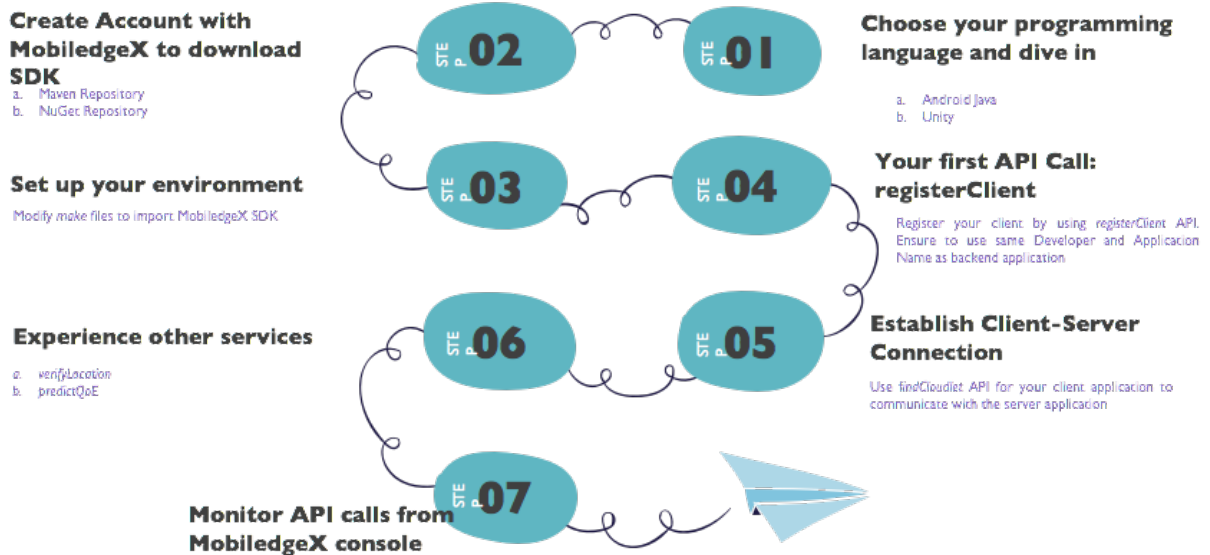 STEP 01
Choose your programming
language and dive in
a. Android Java
b. Unity
STEP 02
Create Account with
MobiledgeX to download
SDK
a. Maven Repository
b. NuGet Repository
STEP 03
Set up your environment
Modify make files to import MobiledgeX SDK
STEP 04
Your first API Call:
registerClient
Register your client by using registerClient API.
Ensure to use same Developer and Application
Name as backend application
STEP 05
Establish Client-Server
Connection
Use findCloudlet API for your client application to
communicate with the server application
STEP 06
Experience other services
a. verifyLocation
b. predictQoE
STEP 07
Monitor API calls from
MobiledgeX console